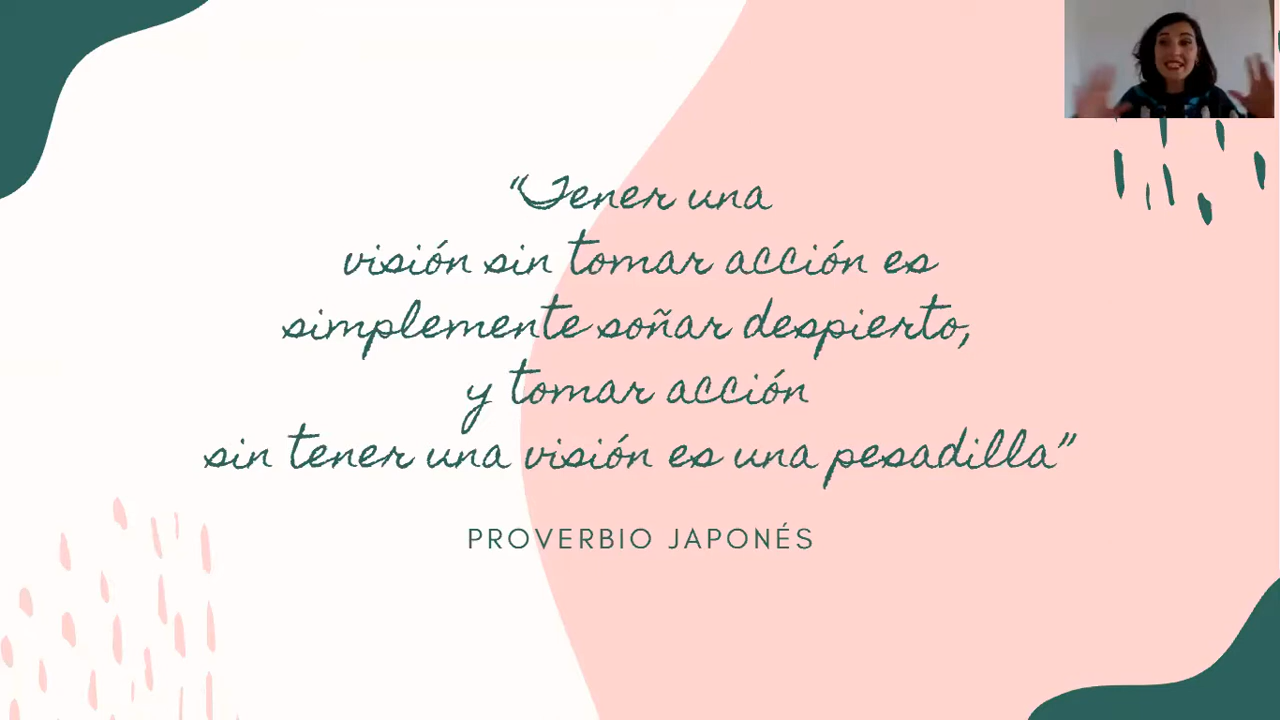 “Tener una
visión sin tomar acción es
simplemente soñar despierto,
y tomar acción
sin tener una visión es una pesadilla”
PROVERBIO JAPONÉS